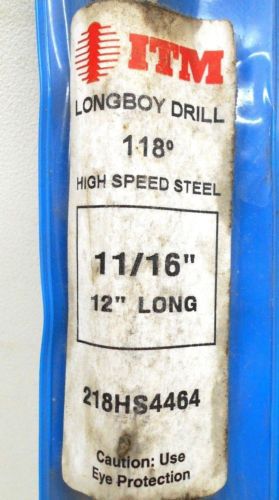 ITM
LONGBOY DRILL
118º
HIGH SPEED STEEL
11/16"
12" LONG
218HS4464
Caution: Use
Eye Protection